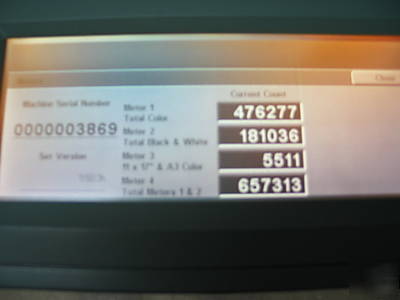 Close
Current Count
Machine Serial Number
0000003869
Set Version
Meter 1
Total Color
476277
Meter 2
Total Black & White
181036
Meter 3
11 x 17" & A3 Color
5511
Meter 4
Total Meters 1 & 2
657313